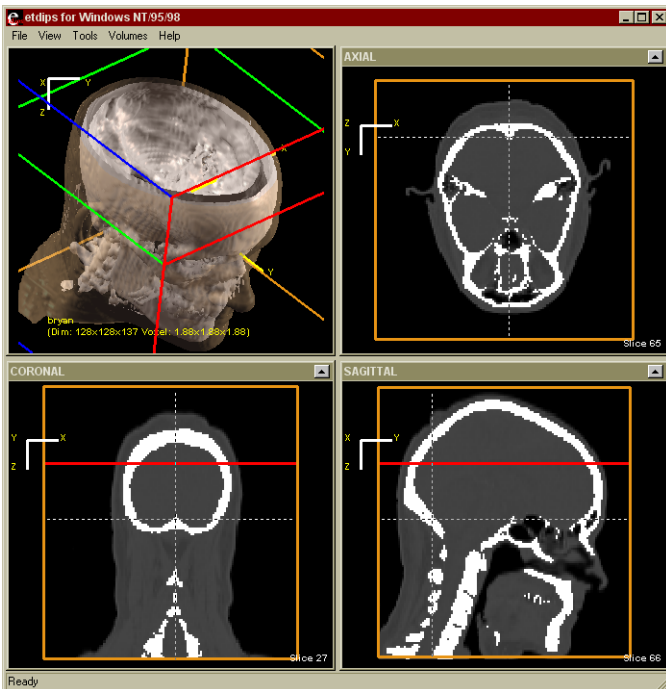 etdips for Windows NT/95/98
File View Tools Volumes Help
AXIAL
X Y
Z
Y
bryan
(Dim: 128x128x137 Voxel: 1.88x1.88x1.88)
Z X
Y
Slice 65
CORONAL
Y X
Z
Slice 27
SAGITTAL
X Y
Z
Slice 66
Ready